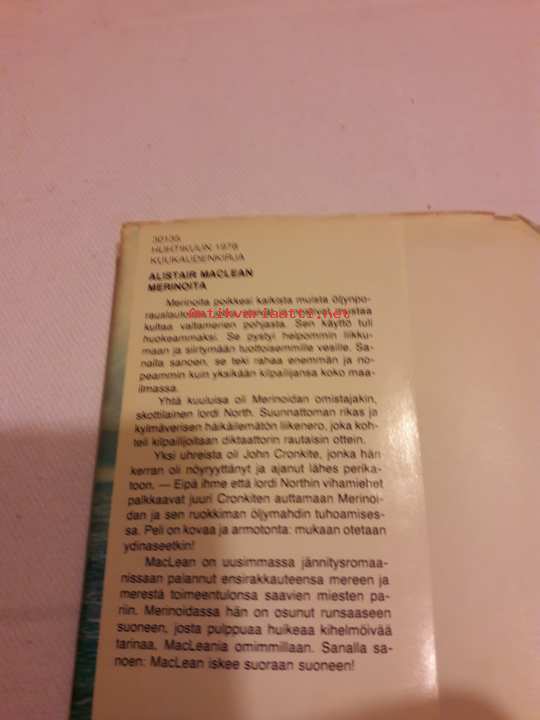 30135
HUHTIKUUN 1978
KUUKAUDENKIRJA
ALISTAIR MACLEAN
MERINOITA
Merinoita poikkesi kaikista muista öljynpo-
rauslautoista
antikvariaatti.net
mustaa
kultaa valtamerien pohjasta. Sen käyttö tuli
huokeammaksi. Se pystyi helpommin liikku-
maan ja siirtymään tuottoisemmille vesille. Sa-
nalla sanoen, se teki rahaa enemmän ja no-
peammin kuin yksikään kilpailijansa koko maa-
ilmassa.
Yhtä kuuluisa oli Merinoidan omistajakin,
skottilainen lordi North. Suunnattoman rikas ja
kylmäverisen häikäilemätön liikenero, joka koh-
teli kilpailijoitaan diktaattorin rautaisin ottein.
Yksi uhreista oli John Cronkite, jonka hän
kerran oli nöyryyttänyt ja ajanut lähes perika-
toon. — Eipä ihme että lordi Northin vihamiehet
palkkaavat juuri Cronkiten auttamaan Merinoi-
dan ja sen ruokkiman öljymahdin tuhoamises-
sa. Peli on kovaa ja armotonta: mukaan otetaan
ydinaseetkin!
MacLean on uusimmassa jännitysromaa-
nissaan palannut ensirakkauteensa mereen ja
merestä toimeentulonsa saavien miesten pa-
riin. Merinoidassa hän on osunut runsaaseen
suoneen, josta pulppuaa huikeaa kihelmöivää
tarinaa, MacLeania omimmillaan. Sanalla sa-
noen: MacLean iskee suoraan suoneen!